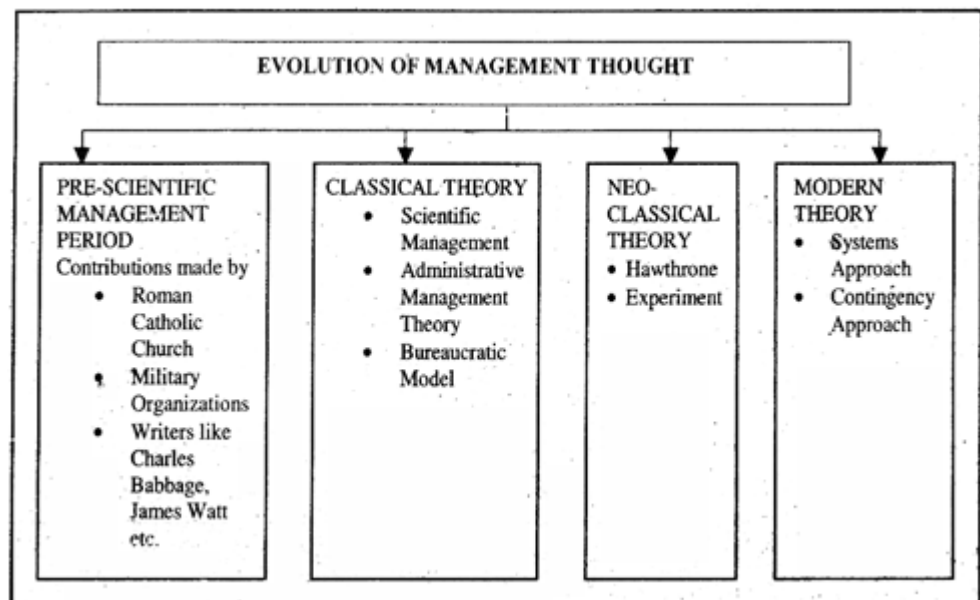 EVOLUTION OF MANAGEMENT THOUGHT
PRE-SCIENTIFIC
MANAGEMENT
PERIOD
Contributions made by
• Roman
Catholic
Church
• Military
Organizations
• Writers like
Charles
Babbage,
James Watt
etc.
CLASSICAL THEORY
• Scientific
Management
• Administrative
Management
Theory
• Bureaucratic
Model
NEO-
CLASSICAL
THEORY
• Hawthrone
• Experiment
MODERN
THEORY
• Systems
Approach
• Contingency
Approach